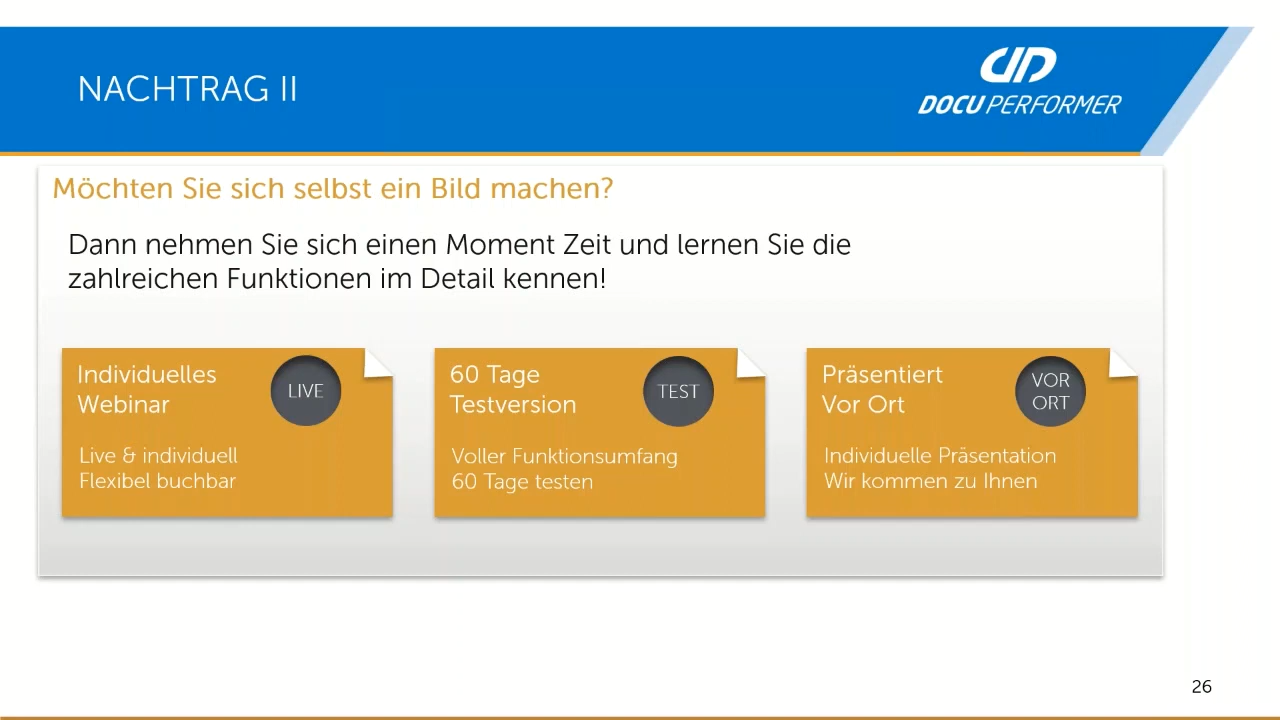 NACHTRAG II
DOCU PERFORMER
Möchten Sie sich selbst ein Bild machen?
Dann nehmen Sie sich einen Moment Zeit und lernen Sie die
zahlreichen Funktionen im Detail kennen!
Individuelles
Webinar
LIVE
Live & individuell
Flexibel buchbar
60 Tage
Testversion
TEST
Voller Funktionsumfang
60 Tage testen
Präsentiert
Vor Ort
VOR
ORT
Individuelle Präsentation
Wir kommen zu Ihnen
26